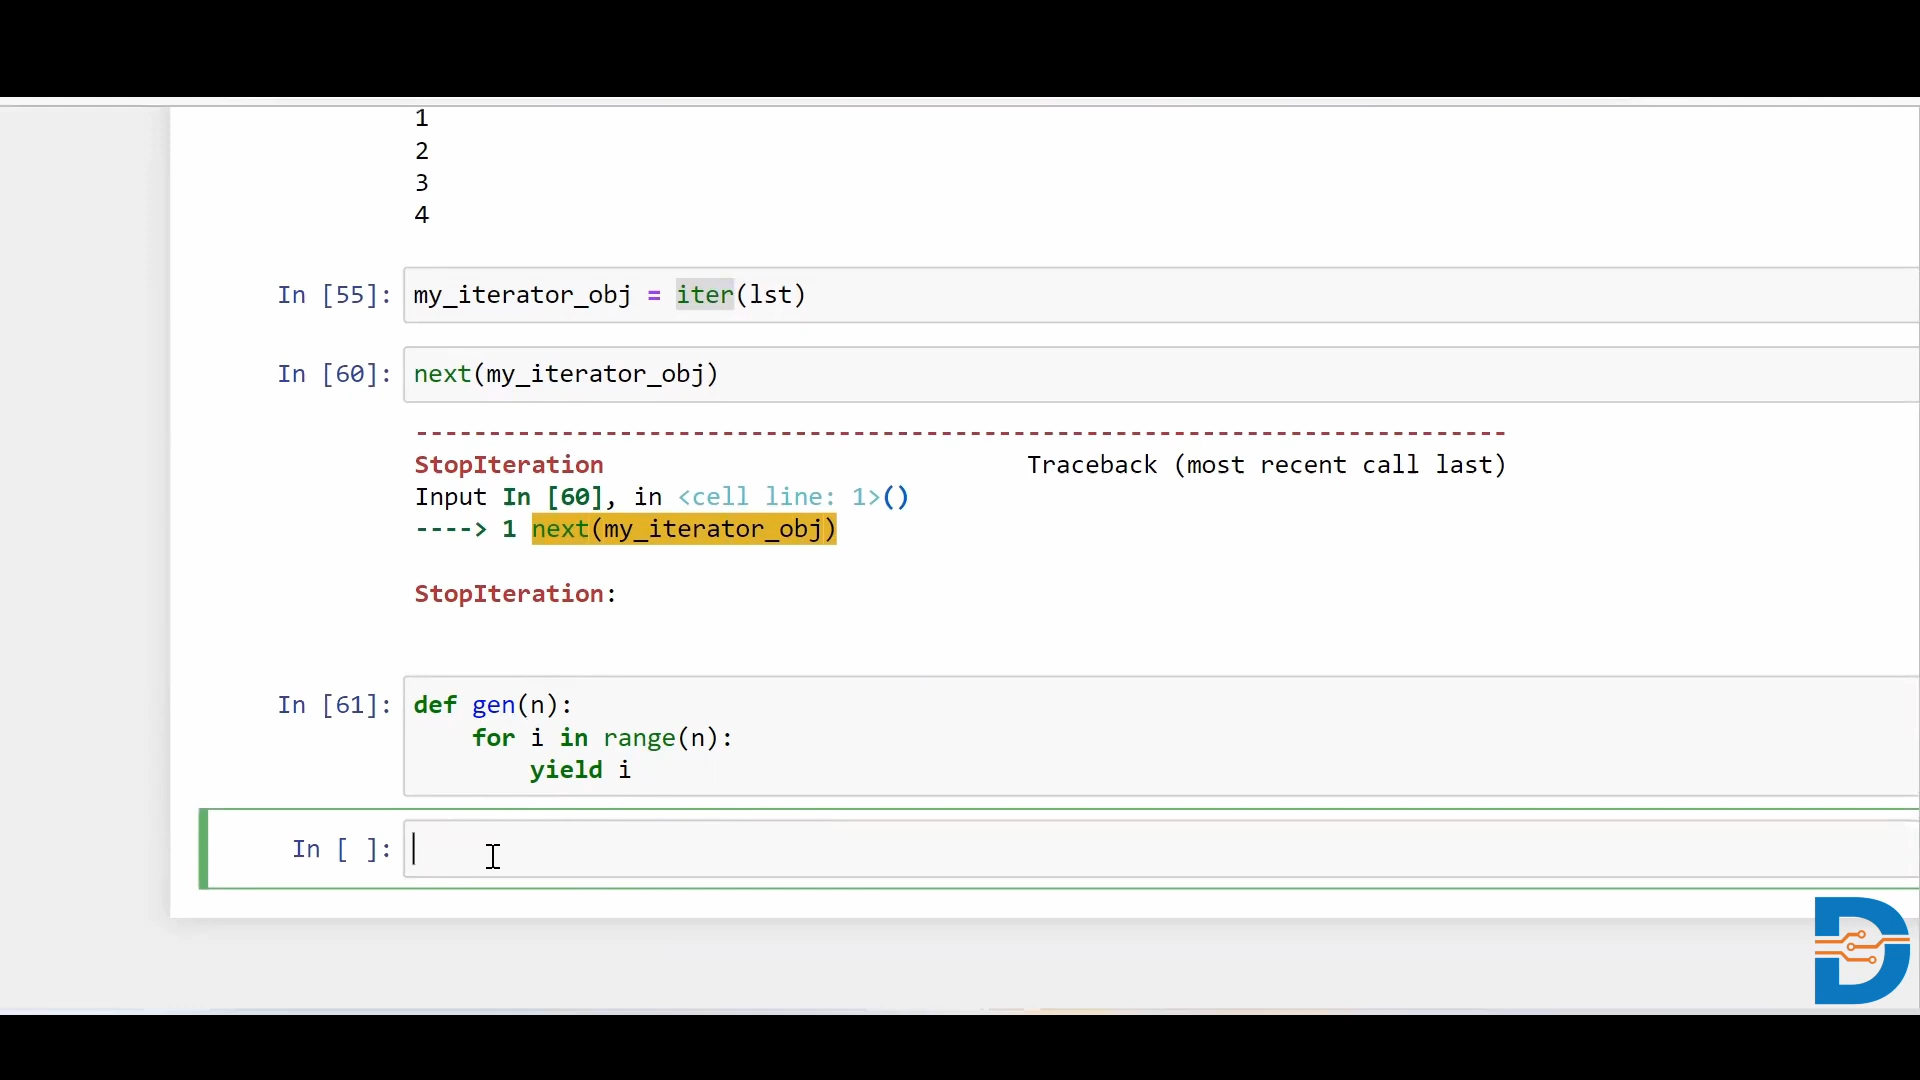 1
2
3
4
In [55]: my_iterator_obj = iter(lst)
In [60]: next(my_iterator_obj)
---------------------------------------------------------------------------
StopIteration Traceback (most recent call last)
Input In [60], in <cell line: 1>()
----> 1 next(my_iterator_obj)
StopIteration:
In [61]: def gen(n):
for i in range(n):
yield i
In [ ]: